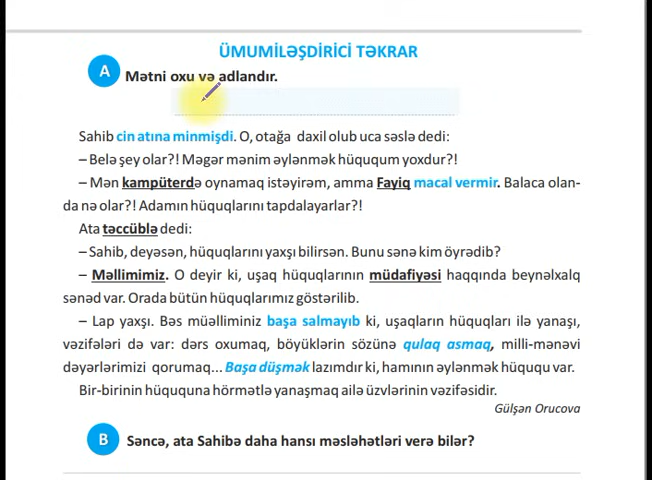 ÜMUMİLƏŞDİRİCİ TƏKRAR
A Mətni oxu və adlandır.
Sahib cin atına minmişdi. O, otağa daxil olub uca səslə dedi:
– Belə şey olar?! Məgər mənim əylənmək hüququm yoxdur?!
– Mən kampüterdə oynamaq istəyirəm, amma Fayiq macal vermir. Balaca olan-
da nə olar?! Adamın hüquqlarını tapdalayarlar?!
Ata təccüblə dedi:
– Sahib, deyəsən, hüquqlarını yaxşı bilirsən. Bunu sənə kim öyrədib?
– Məllimimiz. O deyir ki, uşaq hüquqlarının müdafiyəsi haqqında beynəlxalq
sənəd var. Orada bütün hüquqlarımız göstərilib.
– Lap yaxşı. Bəs müəlliminiz başa salmayıb ki, uşaqların hüquqları ilə yanaşı,
vəzifələri də var: dərs oxumaq, böyüklərin sözünə qulaq asmaq, milli-mənəvi
dəyərlərimizi qorumaq... Başa düşmək lazımdır ki, hamının əylənmək hüququ var.
Bir-birinin hüququna hörmətlə yanaşmaq ailə üzvlərinin vəzifəsidir.
Gülşən Orucova
B Səncə, ata Sahibə daha hansı məsləhətləri verə bilər?